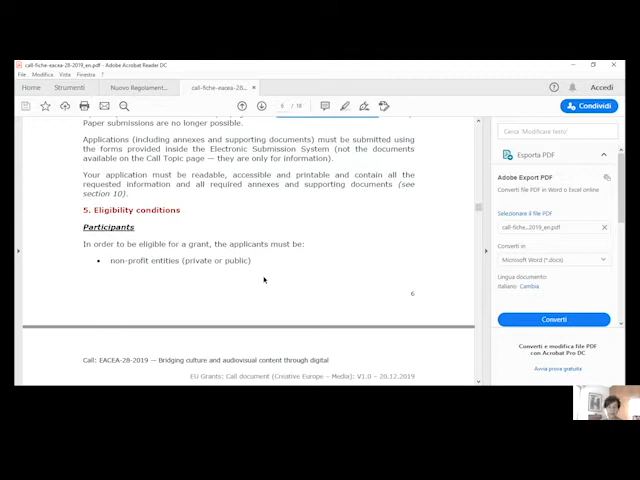 call-fiche-eacea-28-2019_en.pdf - Adobe Acrobat Reader DC
File Modifica Vista Finestra ?
Home Strumenti Nuovo Regolament... call-fiche-eacea-28-... × Accedi
6 / 18 Condividi
Paper submissions are no longer possible.
Applications (including annexes and supporting documents) must be submitted using
the forms provided inside the Electronic Submission System (not the documents
available on the Call Topic page — they are only for information).
Your application must be readable, accessible and printable and contain all the
requested information and all required annexes and supporting documents (see
section 10).
5. Eligibility conditions
Participants
In order to be eligible for a grant, the applicants must be:
• non-profit entities (private or public)
6
Call: EACEA-28-2019 — Bridging culture and audiovisual content through digital
EU Grants: Call document (Creative Europe – Media): V1.0 – 20.12.2019
Cerca 'Modificare testo'
Esporta PDF
Adobe Export PDF
Converti file PDF in Word o Excel online
Selezionare il file PDF
call-fiche...2019_en.pdf ×
Converti in
Microsoft Word (*.docx)
Lingua documento:
Italiano Cambia
Converti
Converte e modifica file PDF
con Acrobat Pro DC
Avvia prova gratuita